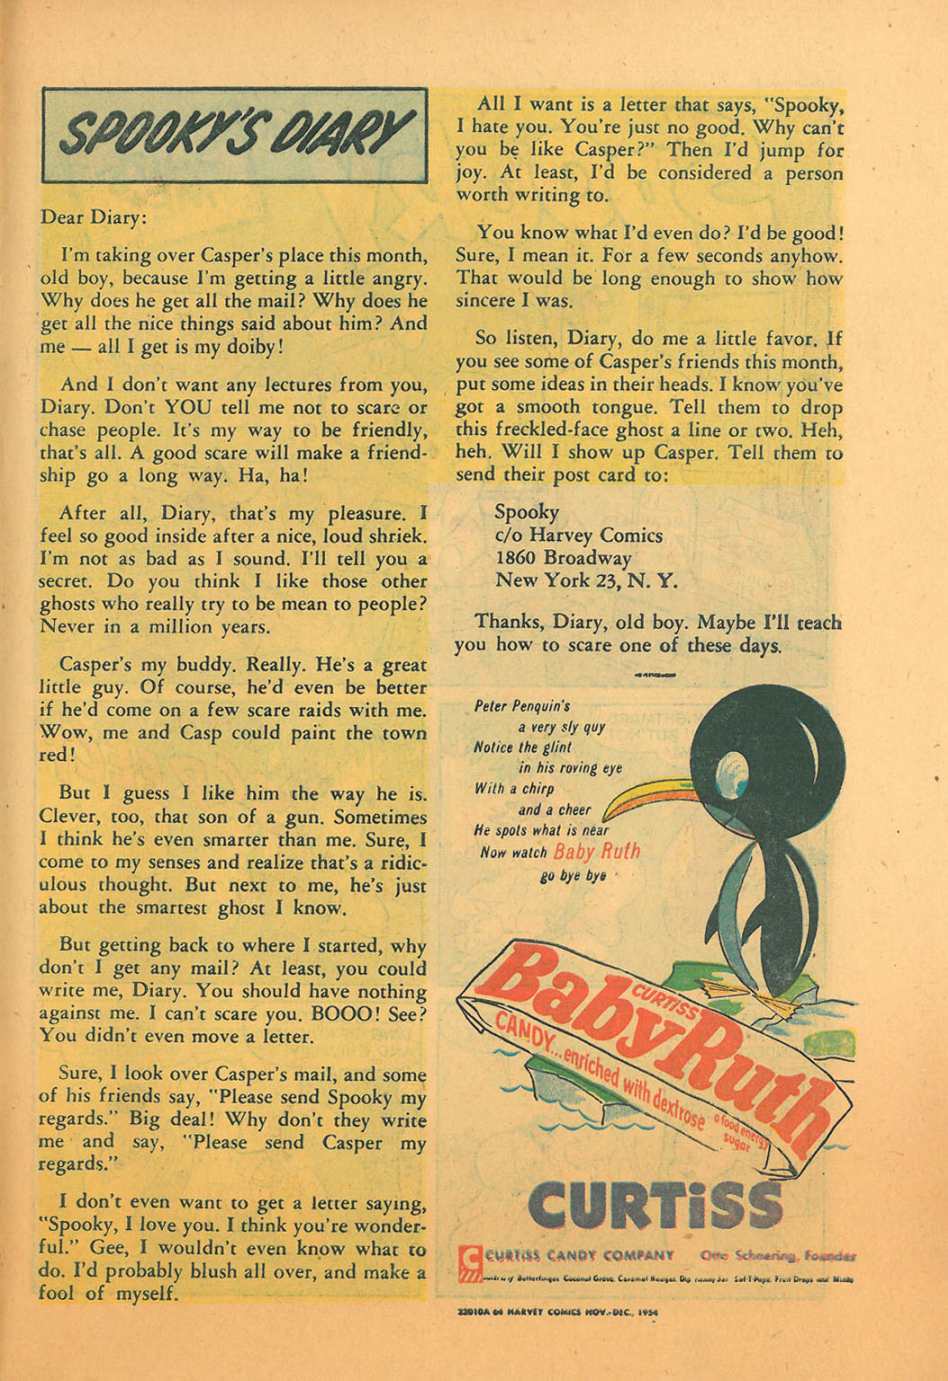 SPOOKY'S DIARY
Dear Diary:
I'm taking over Casper's place this month,
old boy, because I'm getting a little angry.
Why does he get all the mail? Why does he
get all the nice things said about him? And
me — all I get is my doiby!
And I don't want any lectures from you,
Diary. Don't YOU tell me not to scare or
chase people. It's my way to be friendly,
that's all. A good scare will make a friend-
ship go a long way. Ha, ha!
After all, Diary, that's my pleasure. I
feel so good inside after a nice, loud shriek.
I'm not as bad as I sound. I'll tell you a
secret. Do you think I like those other
ghosts who really try to be mean to people?
Never in a million years.
Casper's my buddy. Really. He's a great
little guy. Of course, he'd even be better
if he'd come on a few scare raids with me.
Wow, me and Casp could paint the town
red!
But I guess I like him the way he is.
Clever, too, that son of a gun. Sometimes
I think he's even smarter than me. Sure, I
come to my senses and realize that's a ridic-
ulous thought. But next to me, he's just
about the smartest ghost I know.
But getting back to where I started, why
don't I get any mail? At least, you could
write me, Diary. You should have nothing
against me. I can't scare you. BOOO! See?
You didn't even move a letter.
Sure, I look over Casper's mail, and some
of his friends say, "Please send Spooky my
regards." Big deal! Why don't they write
me and say, "Please send Casper my
regards."
I don't even want to get a letter saying,
"Spooky, I love you. I think you're wonder-
ful." Gee, I wouldn't even know what to
do. I'd probably blush all over, and make a
fool of myself.
All I want is a letter that says, "Spooky,
I hate you. You're just no good. Why can't
you be like Casper?" Then I'd jump for
joy. At least, I'd be considered a person
worth writing to.
You know what I'd even do? I'd be good!
Sure, I mean it. For a few seconds anyhow.
That would be long enough to show how
sincere I was.
So listen, Diary, do me a little favor. If
you see some of Casper's friends this month,
put some ideas in their heads. I know you've
got a smooth tongue. Tell them to drop
this freckled-face ghost a line or two. Heh,
heh. Will I show up Casper. Tell them to
send their post card to:
Spooky
c/o Harvey Comics
1860 Broadway
New York 23, N. Y.
Thanks, Diary, old boy. Maybe I'll teach
you how to scare one of these days.
Peter Penquin's
a very sly guy
Notice the glint
in his roving eye
With a chirp
and a cheer
He spots what is near
Now watch Baby Ruth
go bye bye
CURTISS
Baby Ruth
CANDY...enriched with dextrose
a food energy
sugar
CURTiSS
CURTISS CANDY COMPANY Otto Schnering, Founder
of Butterfinger, Coconut Grove, Caramel Nougat, Dip Saf-T-Pops, Fruit Drops and Mints
22010A 64 HARVEY COMICS NOV.-DEC., 1954